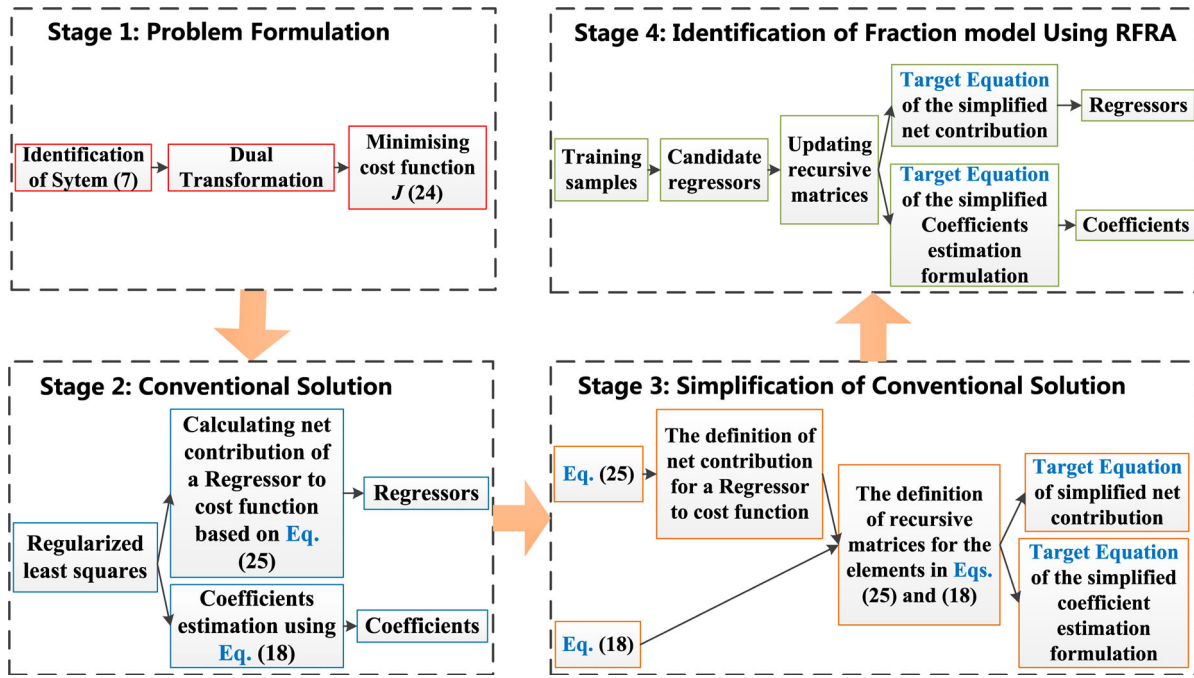 Stage 1: Problem Formulation
Identification
of Sytem (7)
Dual
Transformation
Minimising
cost function
J (24)
Stage 2: Conventional Solution
Regularized
least squares
Calculating net
contribution of
a Regressor to
cost function
based on Eq.
(25)
Regressors
Coefficients
estimation using
Eq. (18)
Coefficients
Stage 3: Simplification of Conventional Solution
Eq. (25)
The definition of
net contribution
for a Regressor
to cost function
Eq. (18)
The definition
of recursive
matrices for the
elements in Eqs.
(25) and (18)
Target Equation
of simplified net
contribution
Target Equation
of the simplified
coefficient
estimation
formulation
Stage 4: Identification of Fraction model Using RFRA
Training
samples
Candidate
regressors
Updating
recursive
matrices
Target Equation
of the simplified
net contribution
Regressors
Target Equation
of the simplified
Coefficients
estimation
formulation
Coefficients